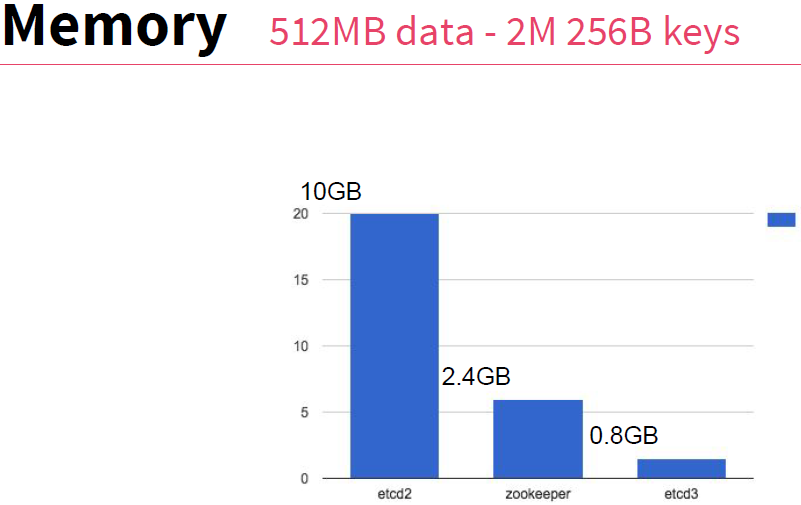 Memory 512MB data - 2M 256B keys
10GB
20
15
10
2.4GB
5
0.8GB
0
etcd2 zookeeper etcd3